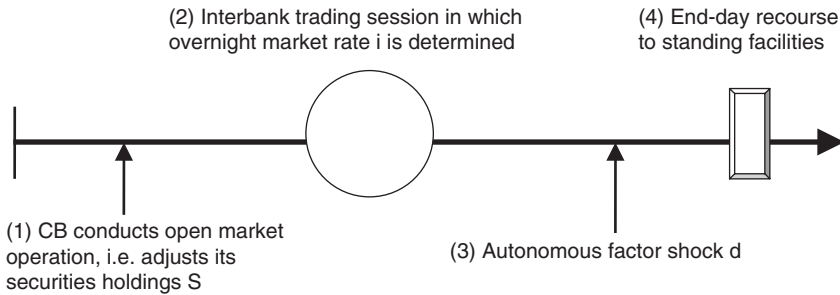 (2) Interbank trading session in which
overnight market rate i is determined
(4) End-day recourse
to standing facilities
(1) CB conducts open market
operation, i.e. adjusts its
securities holdings S
(3) Autonomous factor shock d